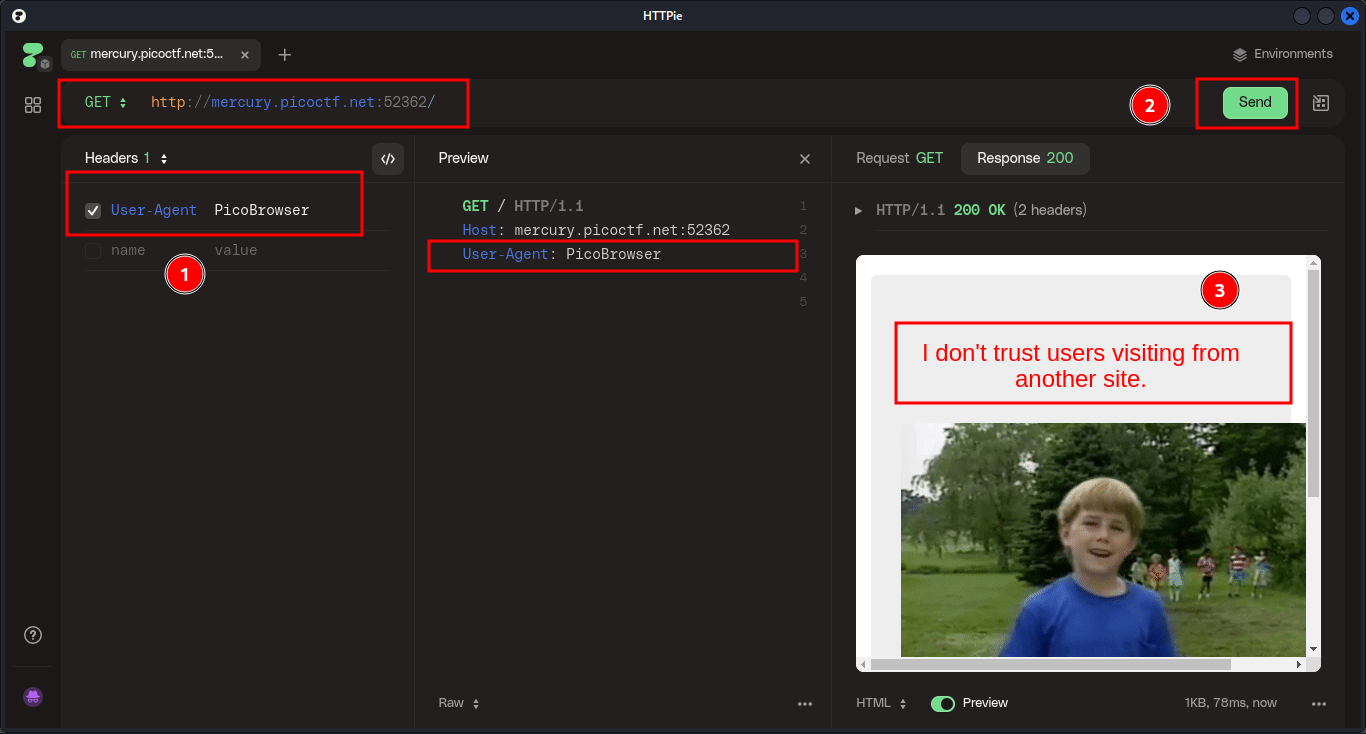 HTTPie
GET mercury.picoctf.net:5...
Environments
GET http://mercury.picoctf.net:52362/
2
Send
Headers 1
Preview
Request GET
Response 200
User-Agent PicoBrowser
name value
1
GET / HTTP/1.1 1
Host: mercury.picoctf.net:52362 2
User-Agent: PicoBrowser 3
4
5
HTTP/1.1 200 OK (2 headers)
3
I don't trust users visiting from
another site.
?
Raw
HTML
Preview
1KB, 78ms, now